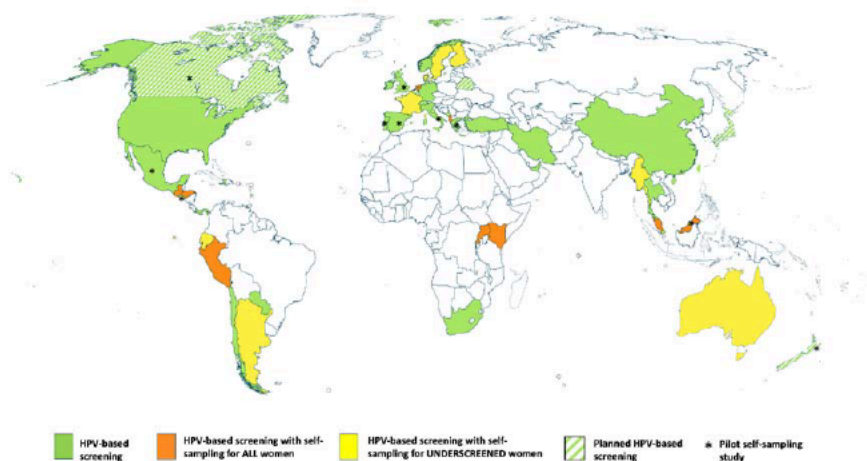 HPV-based
screening
HPV-based screening with self-
sampling for ALL women
HPV-based screening with self-
sampling for UNDERSCREENED women
Planned HPV-based
screening
* Pilot self-sampling
study